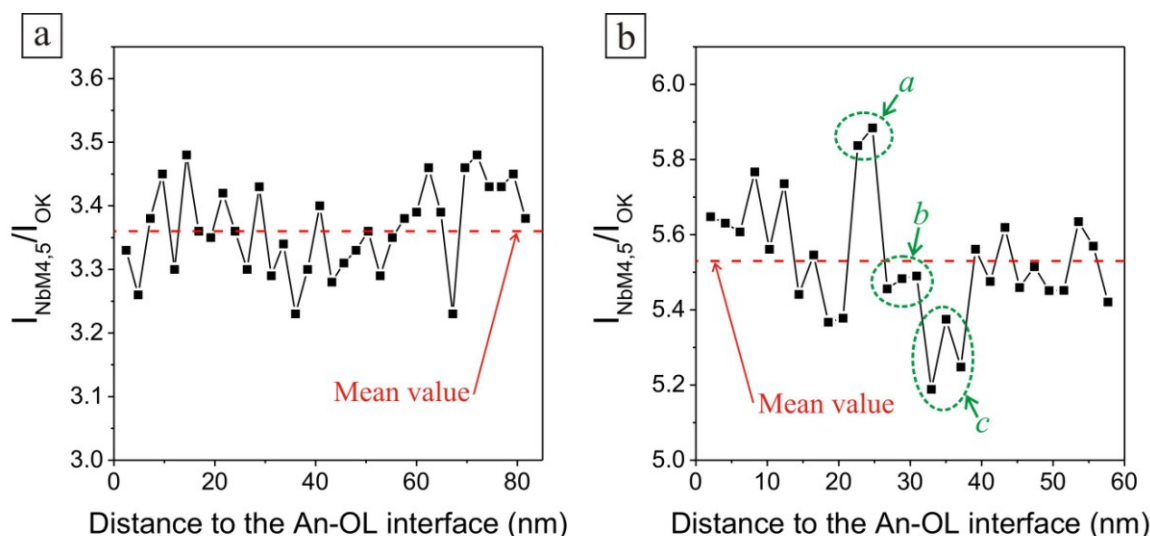 a
3.6
3.5
3.4
3.3
3.2
3.1
3.0
0
20
40
60
80
I_NbM4,5/I_OK
Mean value
Distance to the An-OL interface (nm)
b
6.0
5.8
5.6
5.4
5.2
5.0
0
10
20
30
40
50
60
I_NbM4,5/I_OK
a
b
c
Mean value
Distance to the An-OL interface (nm)